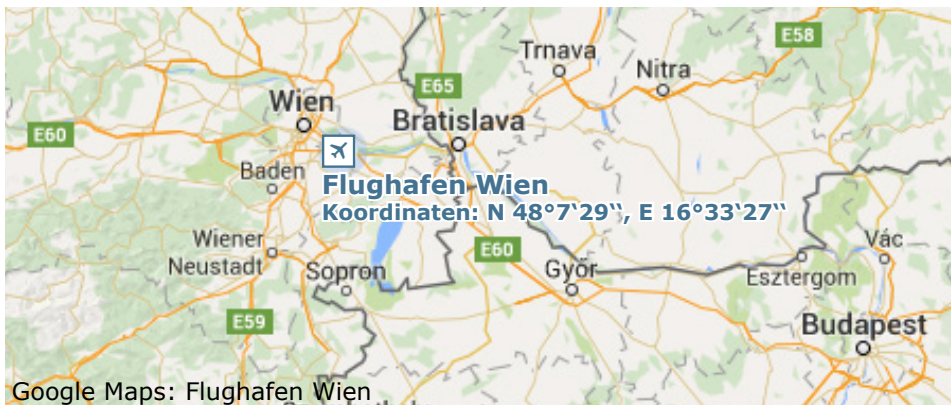 E58
Trnava
Nitra
E65
Wien
Bratislava
E60
Baden
Flughafen Wien
Koordinaten: N 48°7‘29“, E 16°33‘27“
Wiener
Neustadt
E60
Vác
Sopron
Győr
Esztergom
E59
Budapest
Google Maps: Flughafen Wien